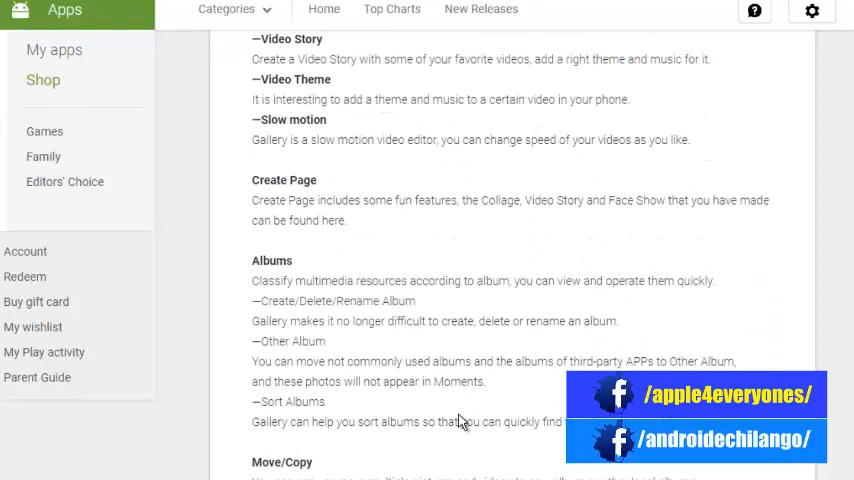 Apps
Categories
Home
Top Charts
New Releases
My apps
Shop
Games
Family
Editors' Choice
Account
Redeem
Buy gift card
My wishlist
My Play activity
Parent Guide
—Video Story
Create a Video Story with some of your favorite videos, add a right theme and music for it.
—Video Theme
It is interesting to add a theme and music to a certain video in your phone.
—Slow motion
Gallery is a slow motion video editor, you can change speed of your videos as you like.
Create Page
Create Page includes some fun features, the Collage, Video Story and Face Show that you have made
can be found here.
Albums
Classify multimedia resources according to album, you can view and operate them quickly.
—Create/Delete/Rename Album
Gallery makes it no longer difficult to create, delete or rename an album.
—Other Album
You can move not commonly used albums and the albums of third-party APPs to Other Album,
and these photos will not appear in Moments.
—Sort Albums
Gallery can help you sort albums so that you can quickly find
Move/Copy
f /apple4everyones/
f /androidechilango/